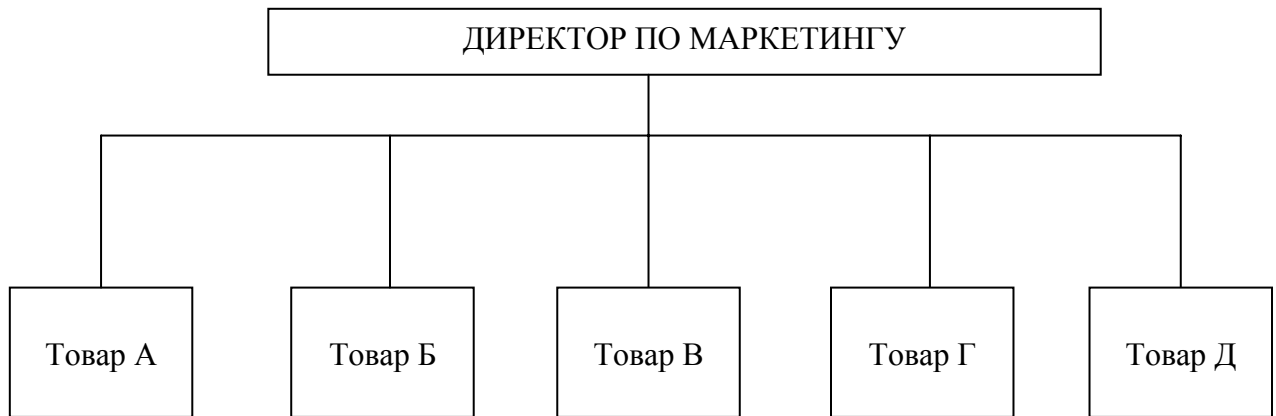 ДИРЕКТОР ПО МАРКЕТИНГУ
Товар А
Товар Б
Товар В
Товар Г
Товар Д